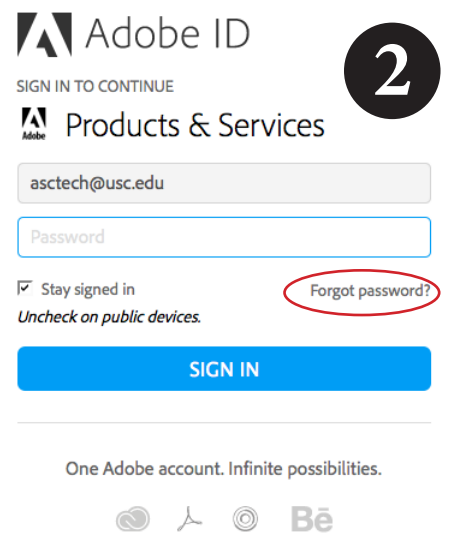 Adobe ID
2
SIGN IN TO CONTINUE
Adobe
Products & Services
asctech@usc.edu
Password
Stay signed in
Forgot password?
Uncheck on public devices.
SIGN IN
One Adobe account. Infinite possibilities.
Bē